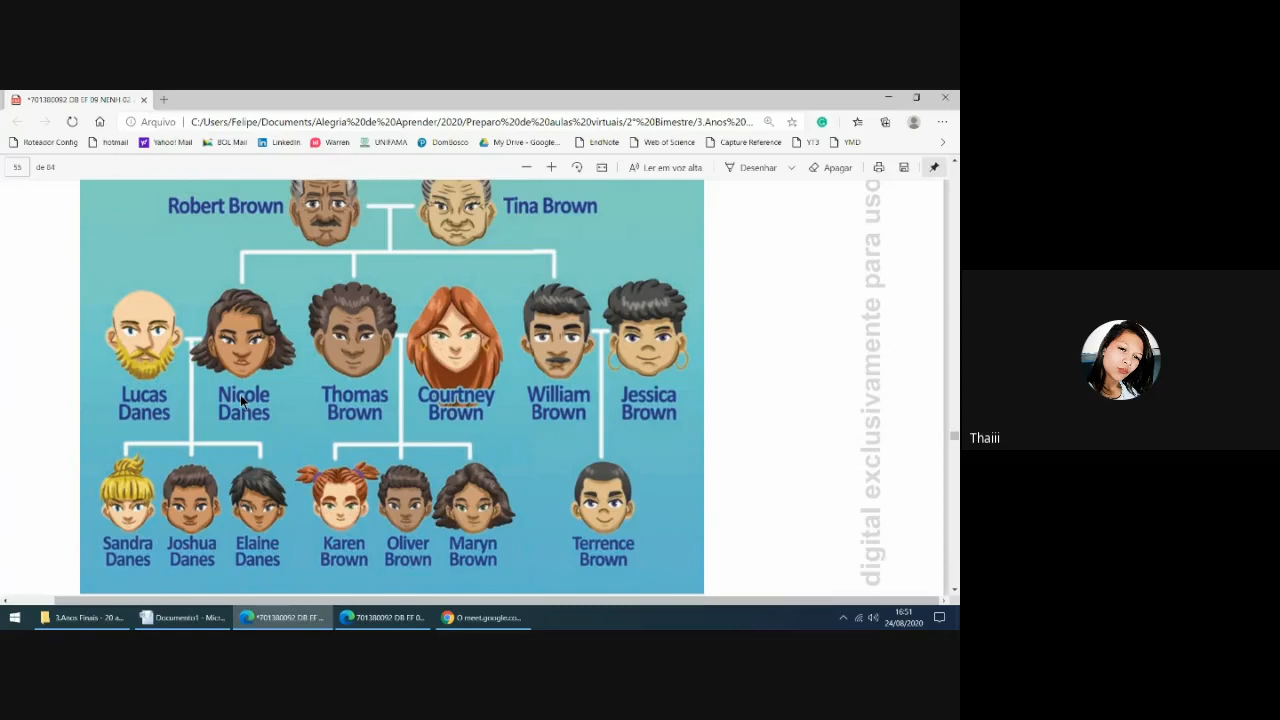 *701380092 DB EF 09 NENH 02
Arquivo
C:/Users/Felipe/Documents/Alegria%20de%20Aprender/2020/Preparo%20de%20aulas%20virtuais/2°%20Bimestre/3.Anos%20...
Roteador Config hotmail Yahoo! Mail BOL Mail LinkedIn Warren UNIFAMA DomBosco My Drive - Google... EndNote Web of Science Capture Reference YT3 YMD
55 de 84 Ler em voz alta Desenhar Apagar
Robert Brown Tina Brown
Lucas Nicole Thomas Courtney William Jessica
Danes Danes Brown Brown Brown Brown
Sandra Joshua Elaine Karen Oliver Maryn Terrence
Danes Danes Danes Brown Brown Brown Brown
digital exclusivamente para uso
Thaiii
3.Anos Finais - 20 a... Documento1 - Micr... *701380092 DB EF ... 701380092 DB EF 0... O meet.google.co...
16:51
24/08/2020